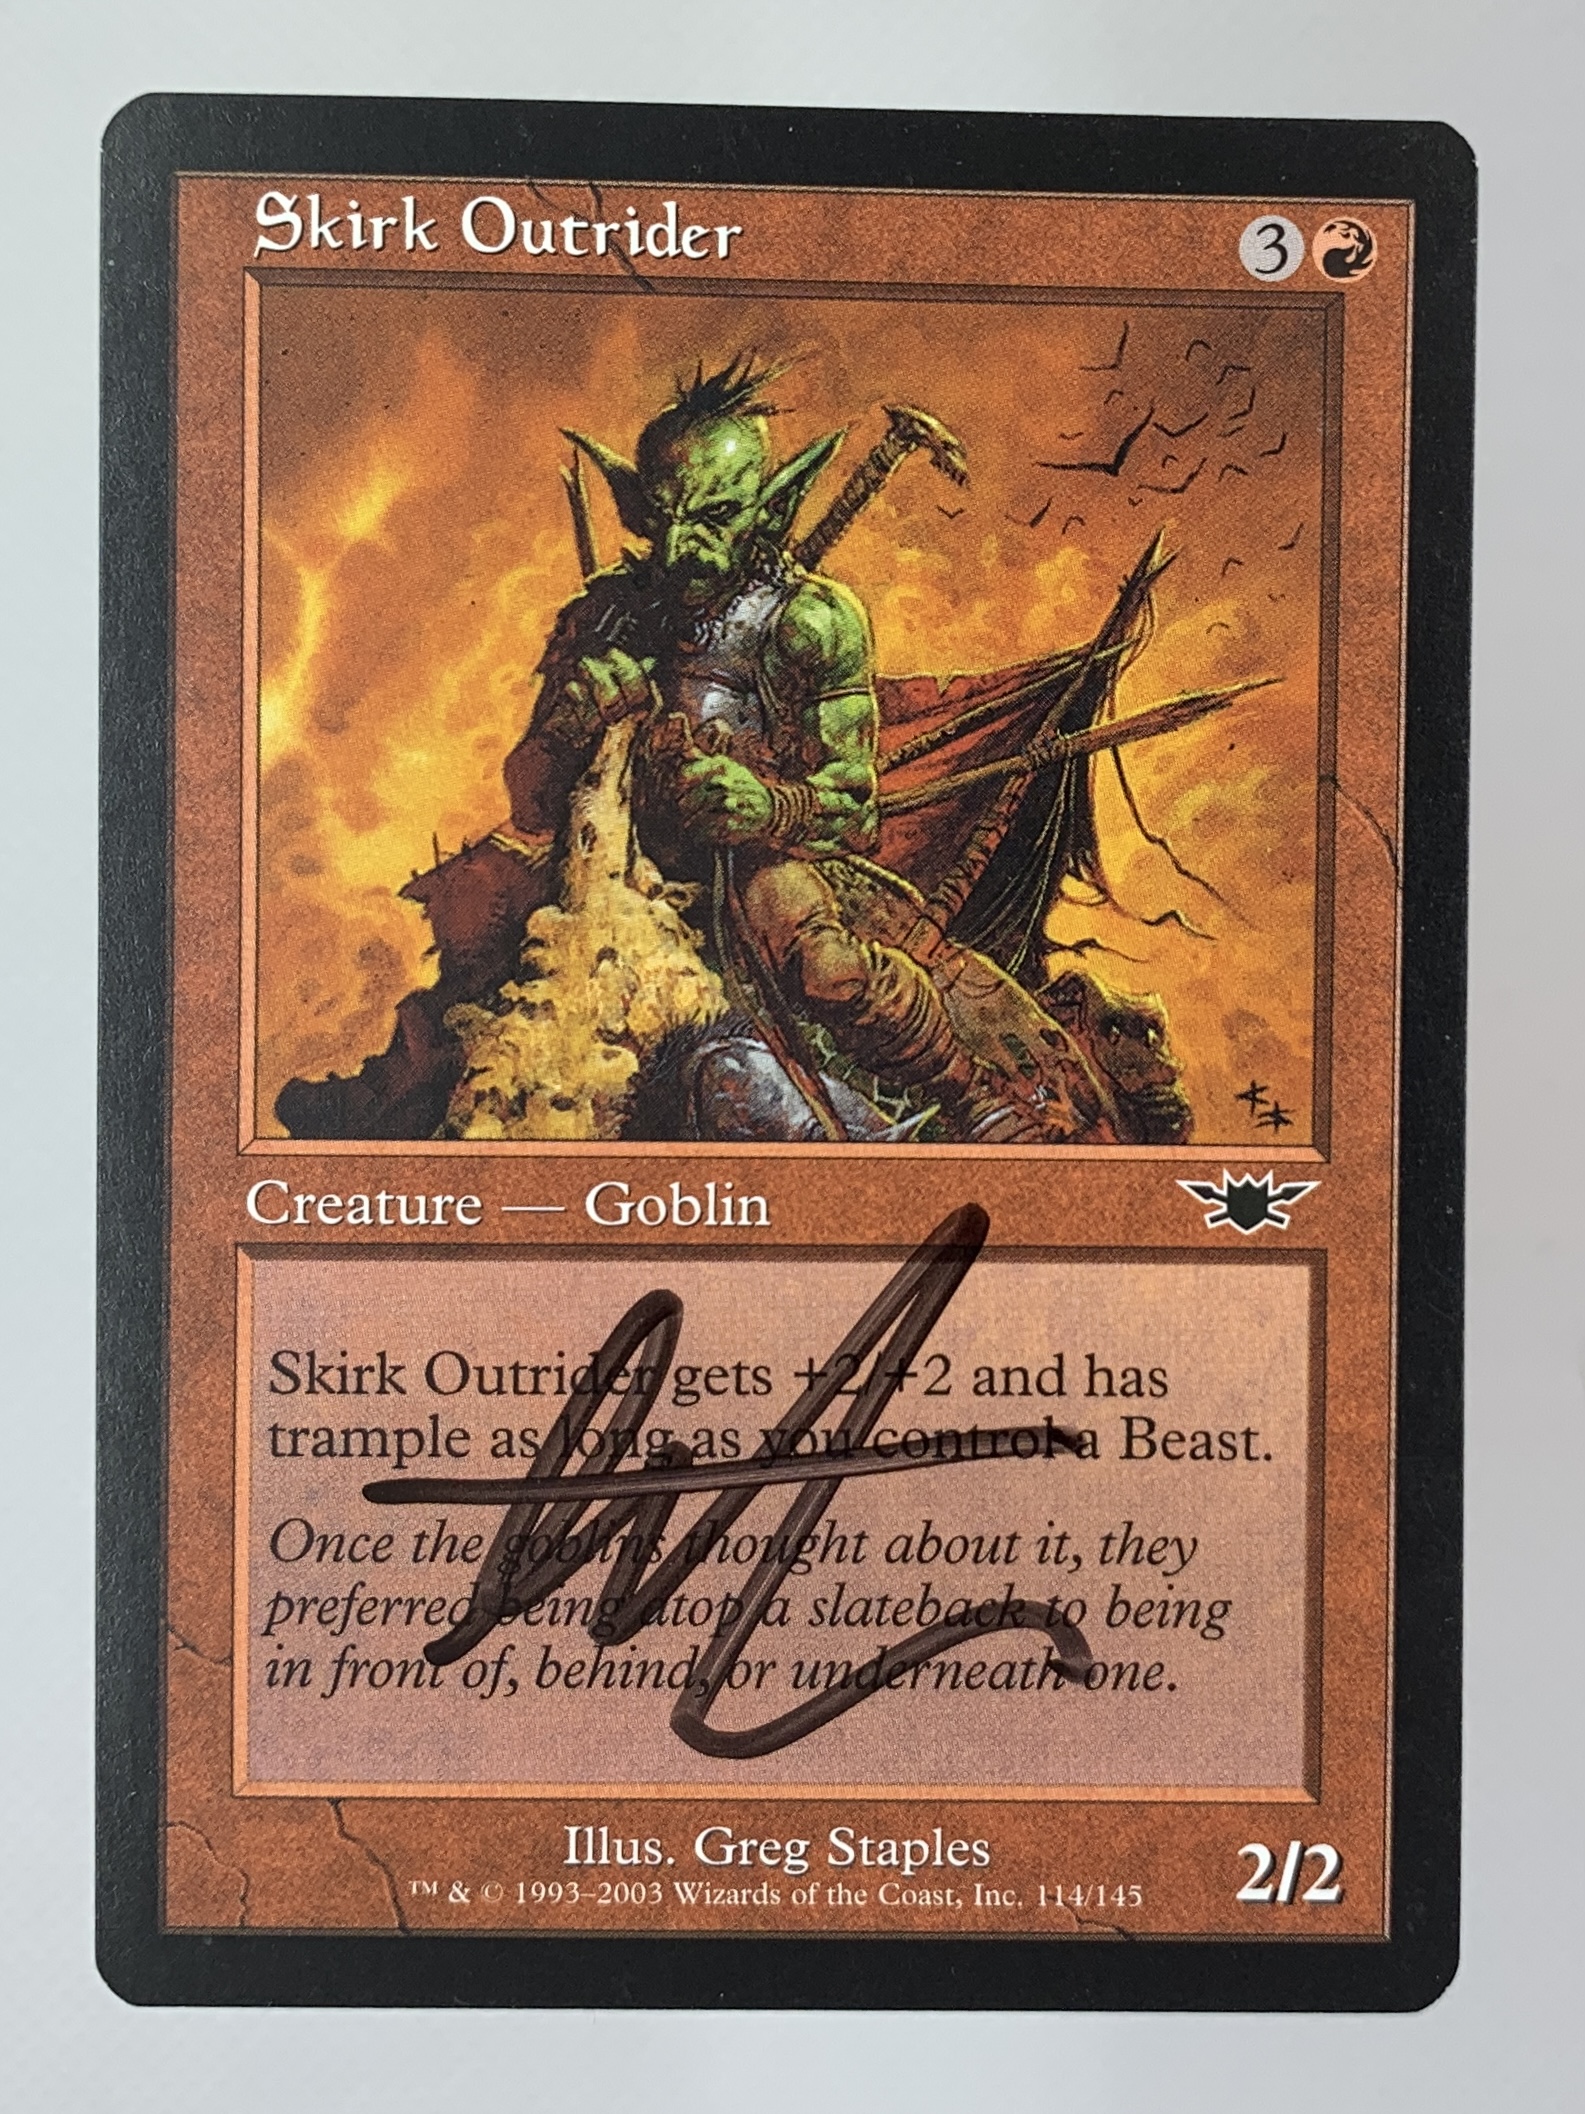 Skirk Outrider
3
Creature — Goblin
Skirk Outrider gets +2/+2 and has
trample as long as you control a Beast.
Once the goblins thought about it, they
preferred being atop a slateback to being
in front of, behind, or underneath one.
Illus. Greg Staples
™ & © 1993–2003 Wizards of the Coast, Inc. 114/145
2/2